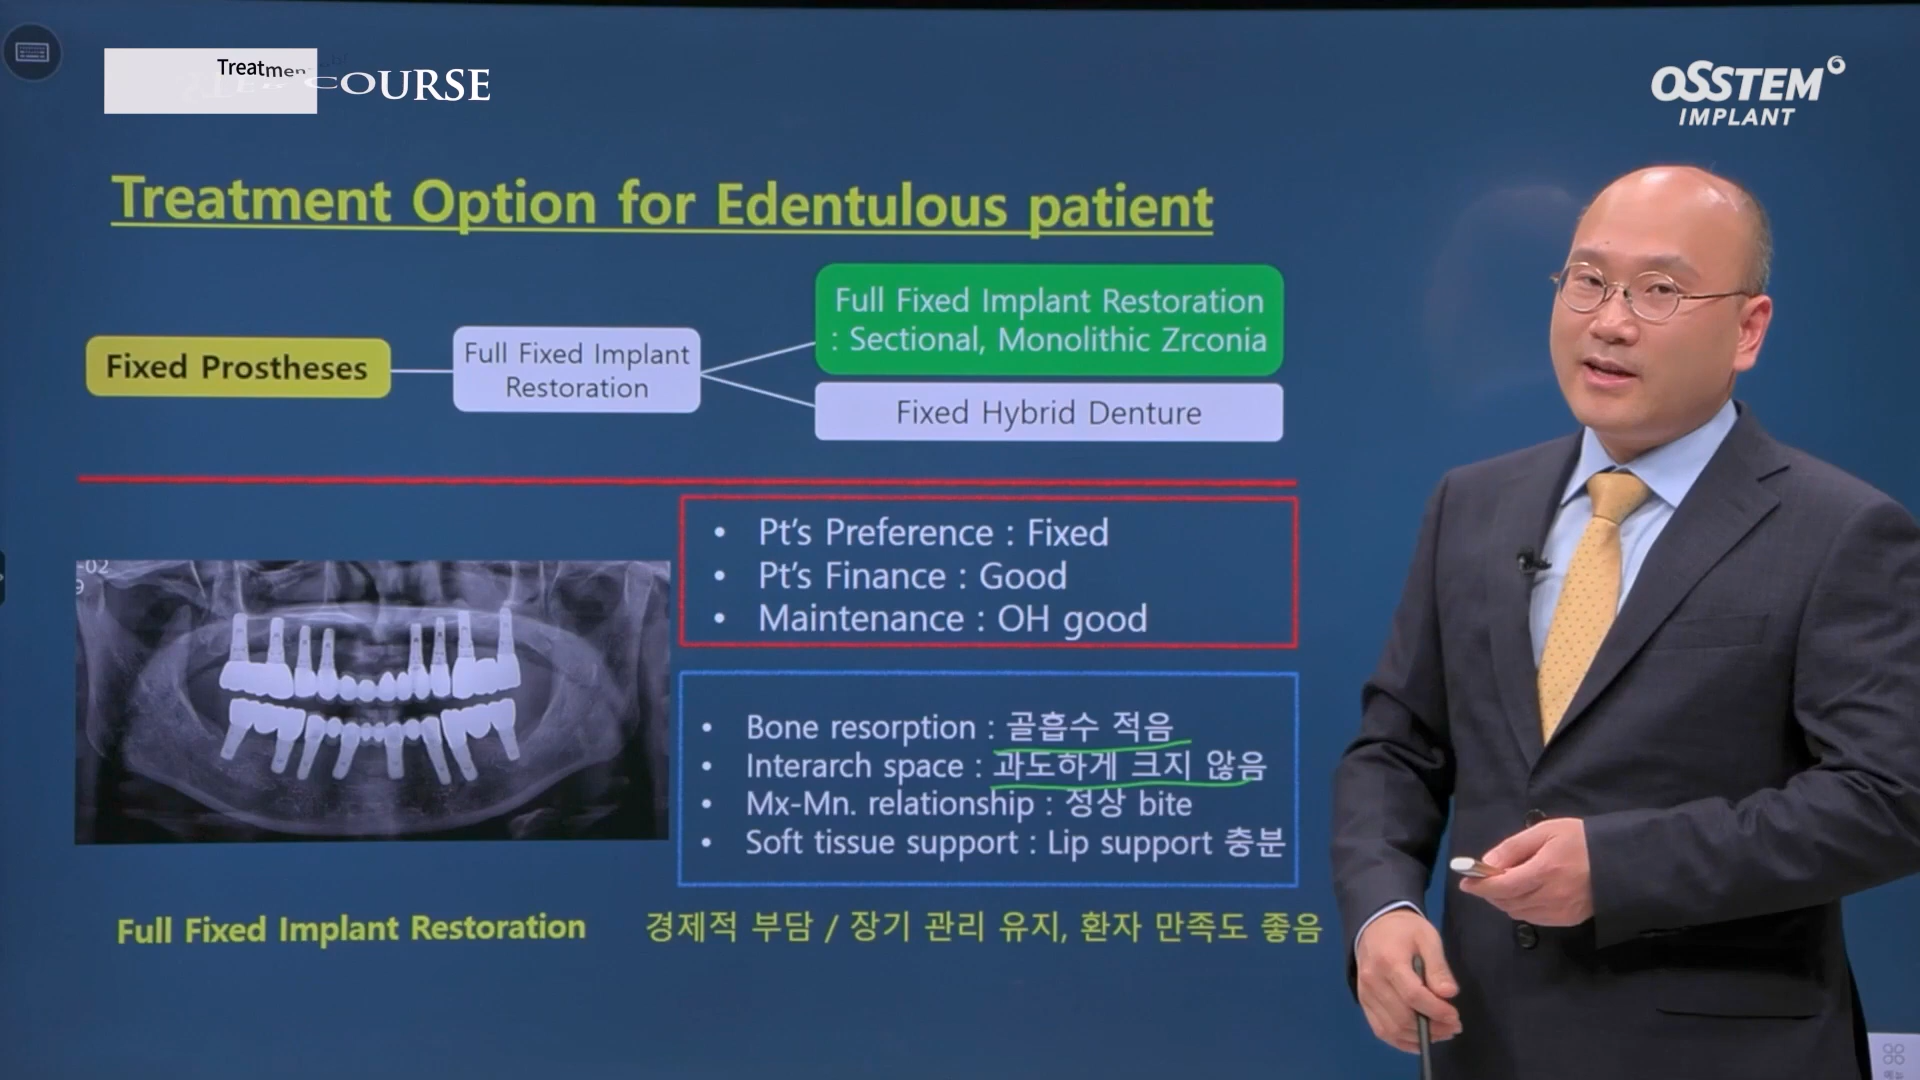 Treatmen
COURSE
OSSTEM
IMPLANT
Treatment Option for Edentulous patient
Fixed Prostheses
Full Fixed Implant
Restoration
Full Fixed Implant Restoration
: Sectional, Monolithic Zrconia
Fixed Hybrid Denture
-02
9
• Pt's Preference : Fixed
• Pt's Finance : Good
• Maintenance : OH good
• Bone resorption : 골흡수 적음
• Interarch space : 과도하게 크지 않음
• Mx-Mn. relationship : 정상 bite
• Soft tissue support : Lip support 충분
Full Fixed Implant Restoration
경제적 부담 / 장기 관리 유지, 환자 만족도 좋음